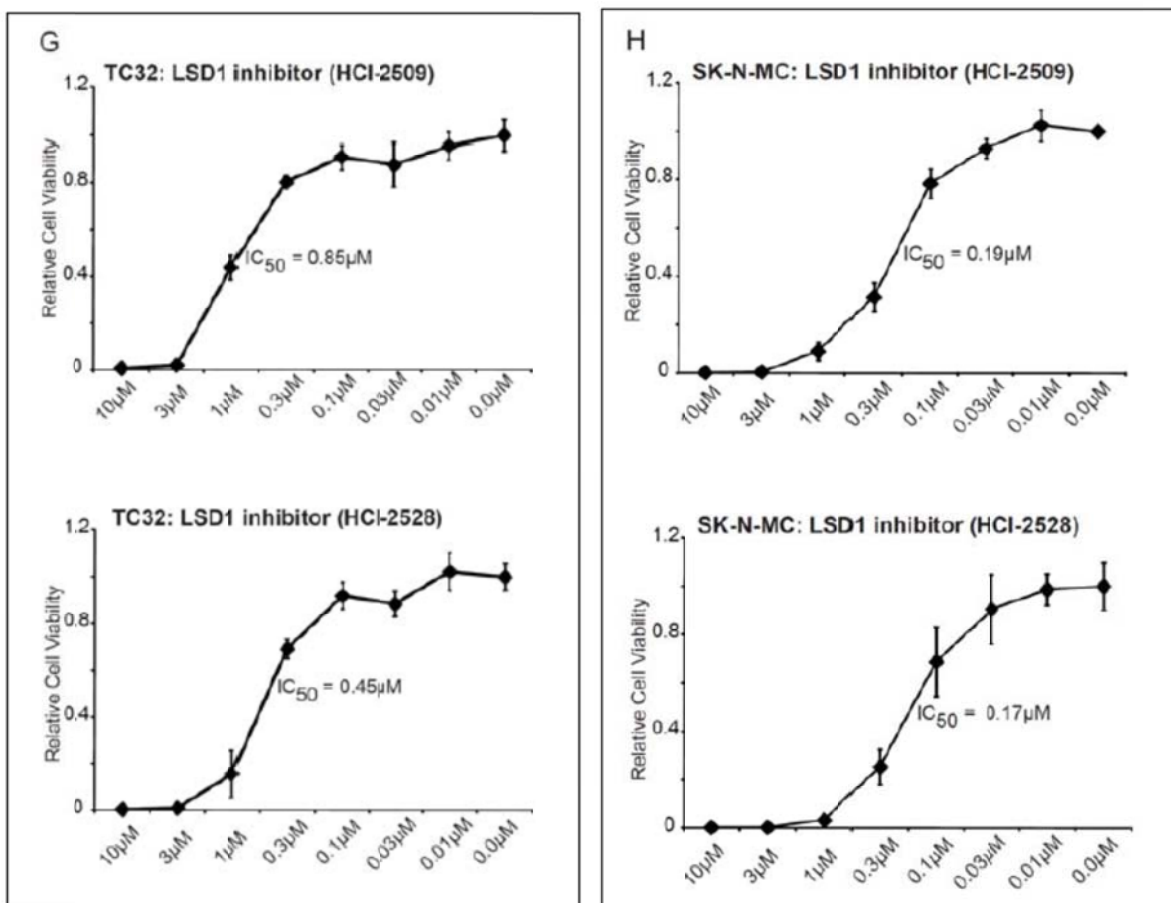 G
TC32: LSD1 inhibitor (HCI-2509)
Relative Cell Viability
1.2
0.8
0.4
0
IC50 = 0.85µM
10µM 3µM 1µM 0.3µM 0.1µM 0.03µM 0.01µM 0.0µM
TC32: LSD1 inhibitor (HCI-2528)
Relative Cell Viability
1.2
0.8
0.4
0
IC50 = 0.45µM
10µM 3µM 1µM 0.3µM 0.1µM 0.03µM 0.01µM 0.0µM
H
SK-N-MC: LSD1 inhibitor (HCI-2509)
Relative Cell Viability
1.2
0.8
0.4
0
IC50 = 0.19µM
10µM 3µM 1µM 0.3µM 0.1µM 0.03µM 0.01µM 0.0µM
SK-N-MC: LSD1 inhibitor (HCI-2528)
Relative Cell Viability
1.2
0.8
0.4
0
IC50 = 0.17µM
10µM 3µM 1µM 0.3µM 0.1µM 0.03µM 0.01µM 0.0µM